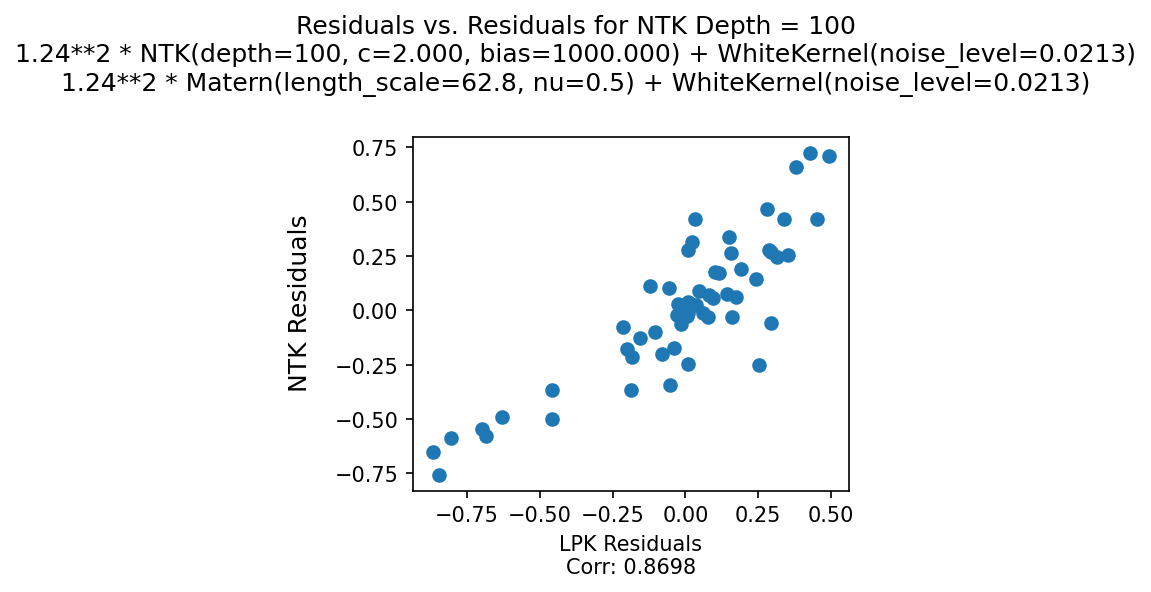 Residuals vs. Residuals for NTK Depth = 100
1.24**2 * NTK(depth=100, c=2.000, bias=1000.000) + WhiteKernel(noise_level=0.0213)
1.24**2 * Matern(length_scale=62.8, nu=0.5) + WhiteKernel(noise_level=0.0213)
NTK Residuals
0.75
0.50
0.25
0.00
−0.25
−0.50
−0.75
−0.75 −0.50 −0.25 0.00 0.25 0.50
LPK Residuals
Corr: 0.8698